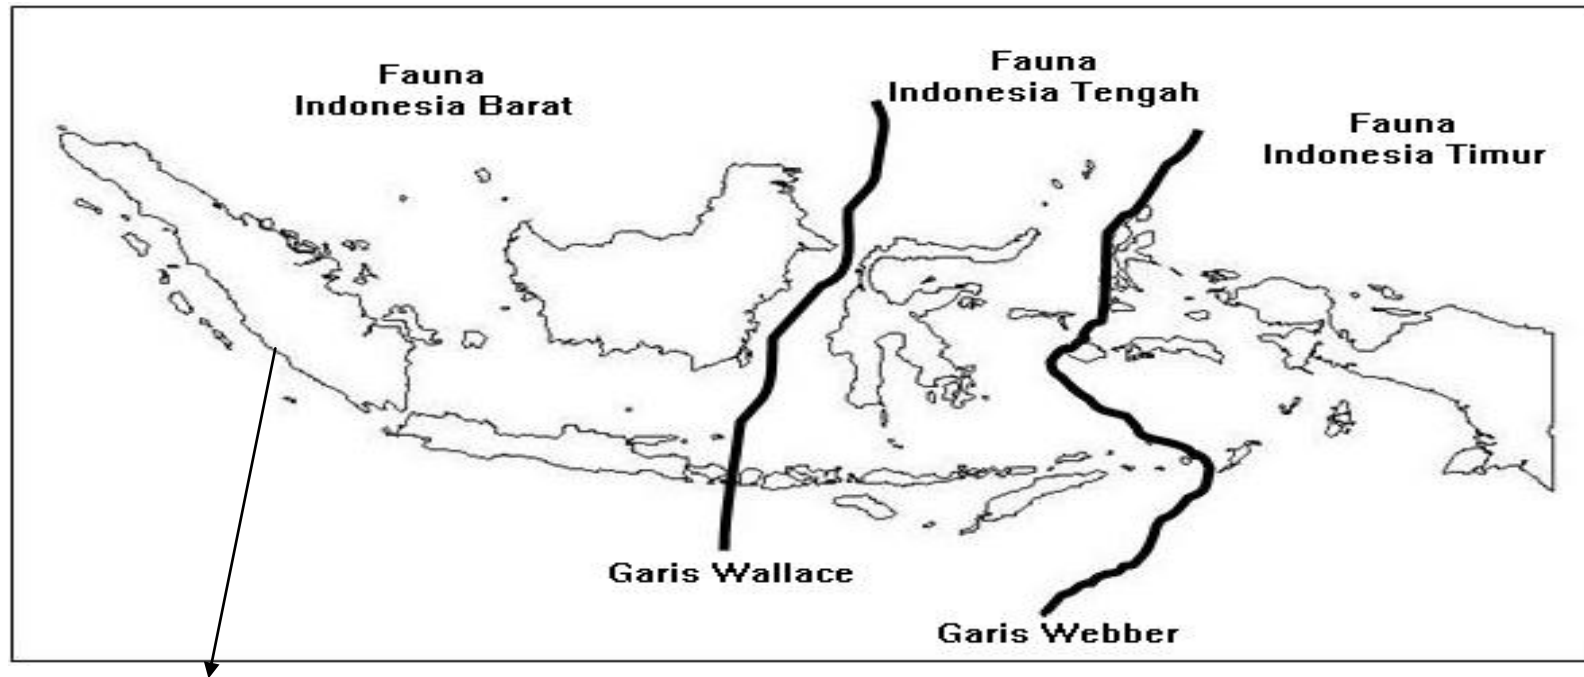 Fauna
Indonesia Barat
Fauna
Indonesia Tengah
Fauna
Indonesia Timur
Garis Wallace
Garis Webber